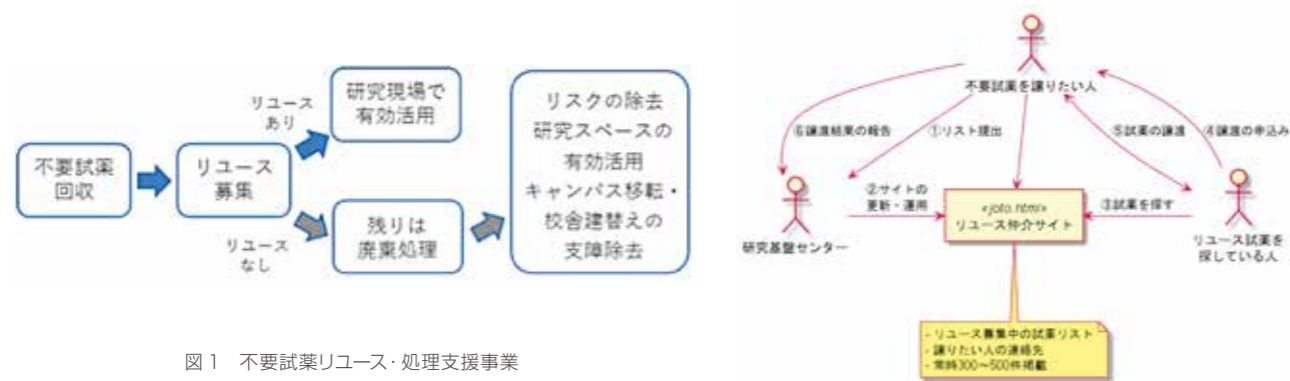 不要試薬
回収
リユース
募集
リユース
あり
研究現場で
有効活用
リユース
なし
残りは
廃棄処理
リスクの除去
研究スペースの
有効活用
キャンパス移転・
校舎建替えの
支障除去
図1 不要試薬リユース・処理支援事業
不要試薬を譲りたい人
⑥譲渡結果の報告
①リスト提出
⑤試薬の譲渡
④譲渡の申込み
②サイトの
更新・運用
«joto.html»
リユース仲介サイト
③試薬を探す
研究基盤センター
リユース試薬を
探している人
- リユース募集中の試薬リスト
- 譲りたい人の連絡先
- 常時300～500件掲載